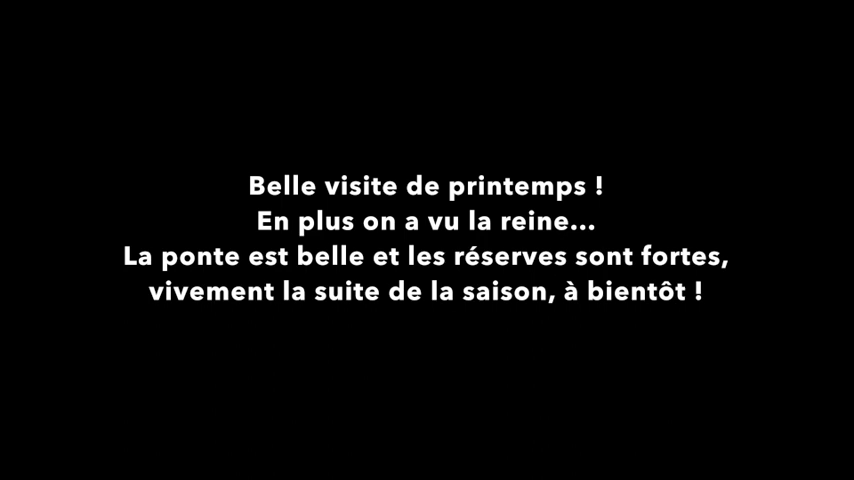 Belle visite de printemps !
En plus on a vu la reine...
La ponte est belle et les réserves sont fortes,
vivement la suite de la saison, à bientôt !